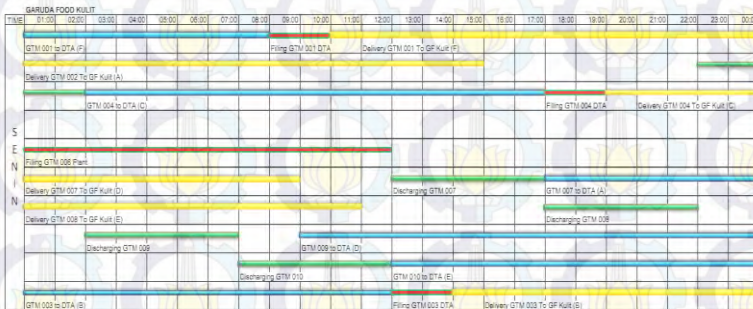 GARUDA FOOD KULIT
TIME 01:00 02:00 03:00 04:00 05:00 06:00 07:00 08:00 09:00 10:00 11:00 12:00 13:00 14:00 15:00 16:00 17:00 18:00 19:00 20:00 21:00 22:00 23:00 00:00
GTM 001 to DTA (F) Filling GTM 001 DTA Delivery GTM 001 To GF Kulit (F)
Delivery GTM 002 To GF Kulit (A)
GTM 004 to DTA (C) Filling GTM 004 DTA Delivery GTM 004 To GF Kulit (C)
SENIN
Filling GTM 006 Plant
Delivery GTM 007 To GF Kulit (D) Discharging GTM 007 GTM 007 to DTA (A)
Delivery GTM 008 To GF Kulit (E) Discharging GTM 008
Discharging GTM 009 GTM 009 to DTA (D)
Discharging GTM 010 GTM 010 to DTA (E)
GTM 003 to DTA (B) Filling GTM 003 DTA Delivery GTM 003 To GF Kulit (B)